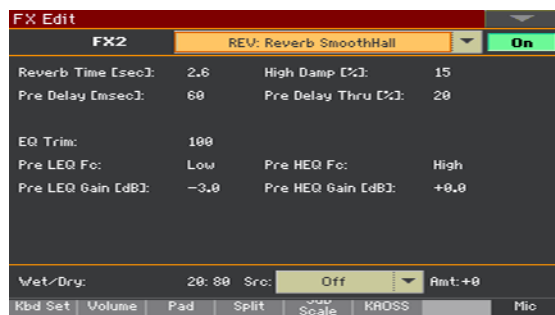 FX Edit
FX2 REV: Reverb SmoothHall On
Reverb Time [sec]: 2.6 High Damp [%]: 15
Pre Delay [msec]: 60 Pre Delay Thru [%]: 20
EQ Trim: 100
Pre LEQ Fc: Low Pre HEQ Fc: High
Pre LEQ Gain [dB]: -3.0 Pre HEQ Gain [dB]: +0.0
Wet/Dry: 20:80 Src: Off Amt:+0
Kbd Set Volume Pad Split Sub Scale KAOSS Mic